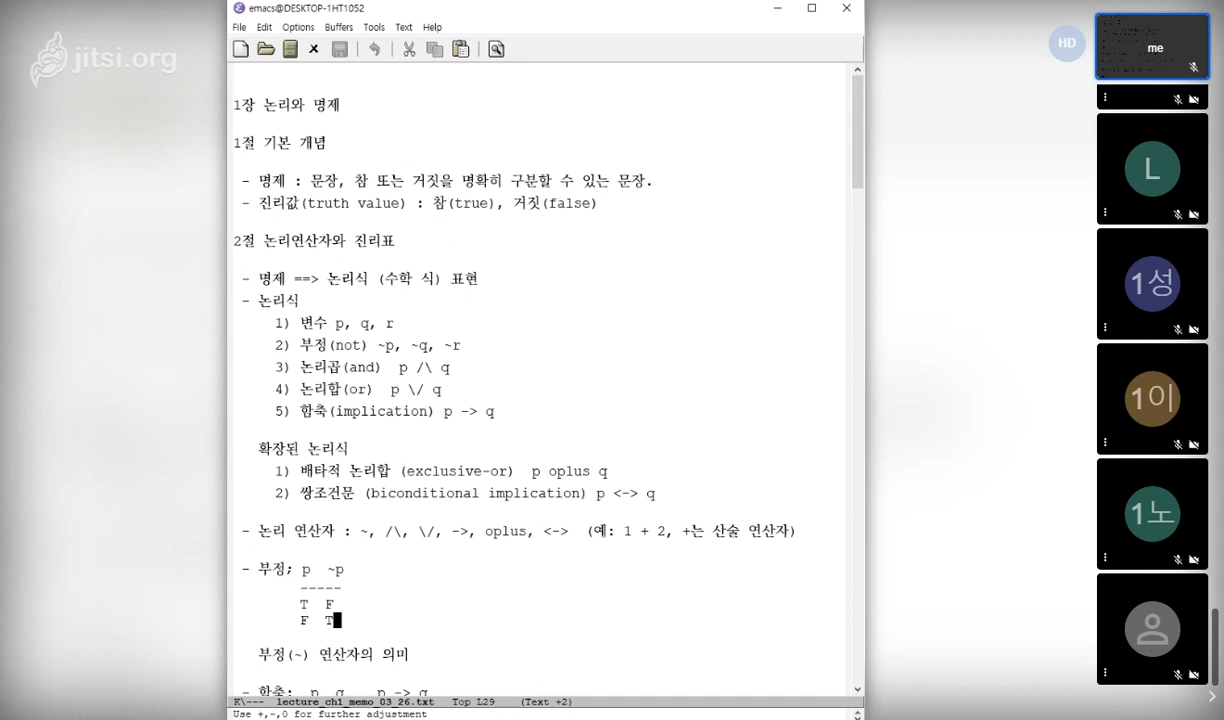 emacs@DESKTOP-1HT1052
File Edit Options Buffers Tools Text Help
jitsi.org
HD
me
1장 논리와 명제
1절 기본 개념
- 명제 : 문장, 참 또는 거짓을 명확히 구분할 수 있는 문장.
- 진리값(truth value) : 참(true), 거짓(false)
2절 논리연산자와 진리표
- 명제 ==> 논리식 (수학 식) 표현
- 논리식
1) 변수 p, q, r
2) 부정(not) ~p, ~q, ~r
3) 논리곱(and) p /\ q
4) 논리합(or) p \/ q
5) 함축(implication) p -> q
확장된 논리식
1) 배타적 논리합 (exclusive-or) p oplus q
2) 쌍조건문 (biconditional implication) p <-> q
- 논리 연산자 : ~, /\, \/, ->, oplus, <-> (예: 1 + 2, +는 산술 연산자)
- 부정; p ~p
-----
T F
F T
부정(~) 연산자의 의미
- 함축: p q p -> q
K\--- lecture_ch1_memo_03_26.txt Top L29 (Text +2)
Use +,-,0 for further adjustment
L
1성
1이
1노